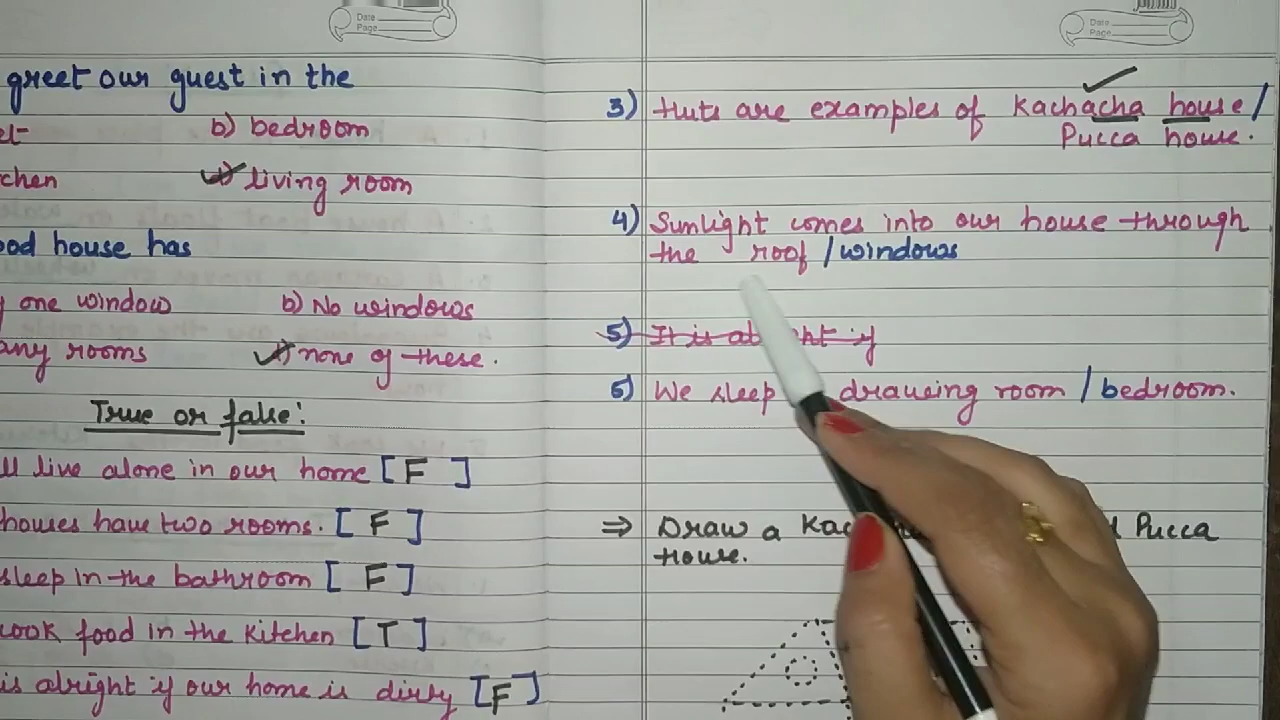 Date
Page
greet our guest in the
b) bedroom
chen
living room
ood house has
one window
b) No windows
any rooms
none of these.
True or false:
ll live alone in our home [F ]
houses have two rooms. [ F ]
sleep in the bathroom [ F ]
cook food in the kitchen [T ]
is alright if our home is dirty [F ]
Date
Page
3) Huts are examples of Kachacha house/
Pucca house.
4) Sunlight comes into our house through
the roof /windows
5) It is if
5) We sleep drawing room / bedroom.
⇒ Draw a Pucca
House.